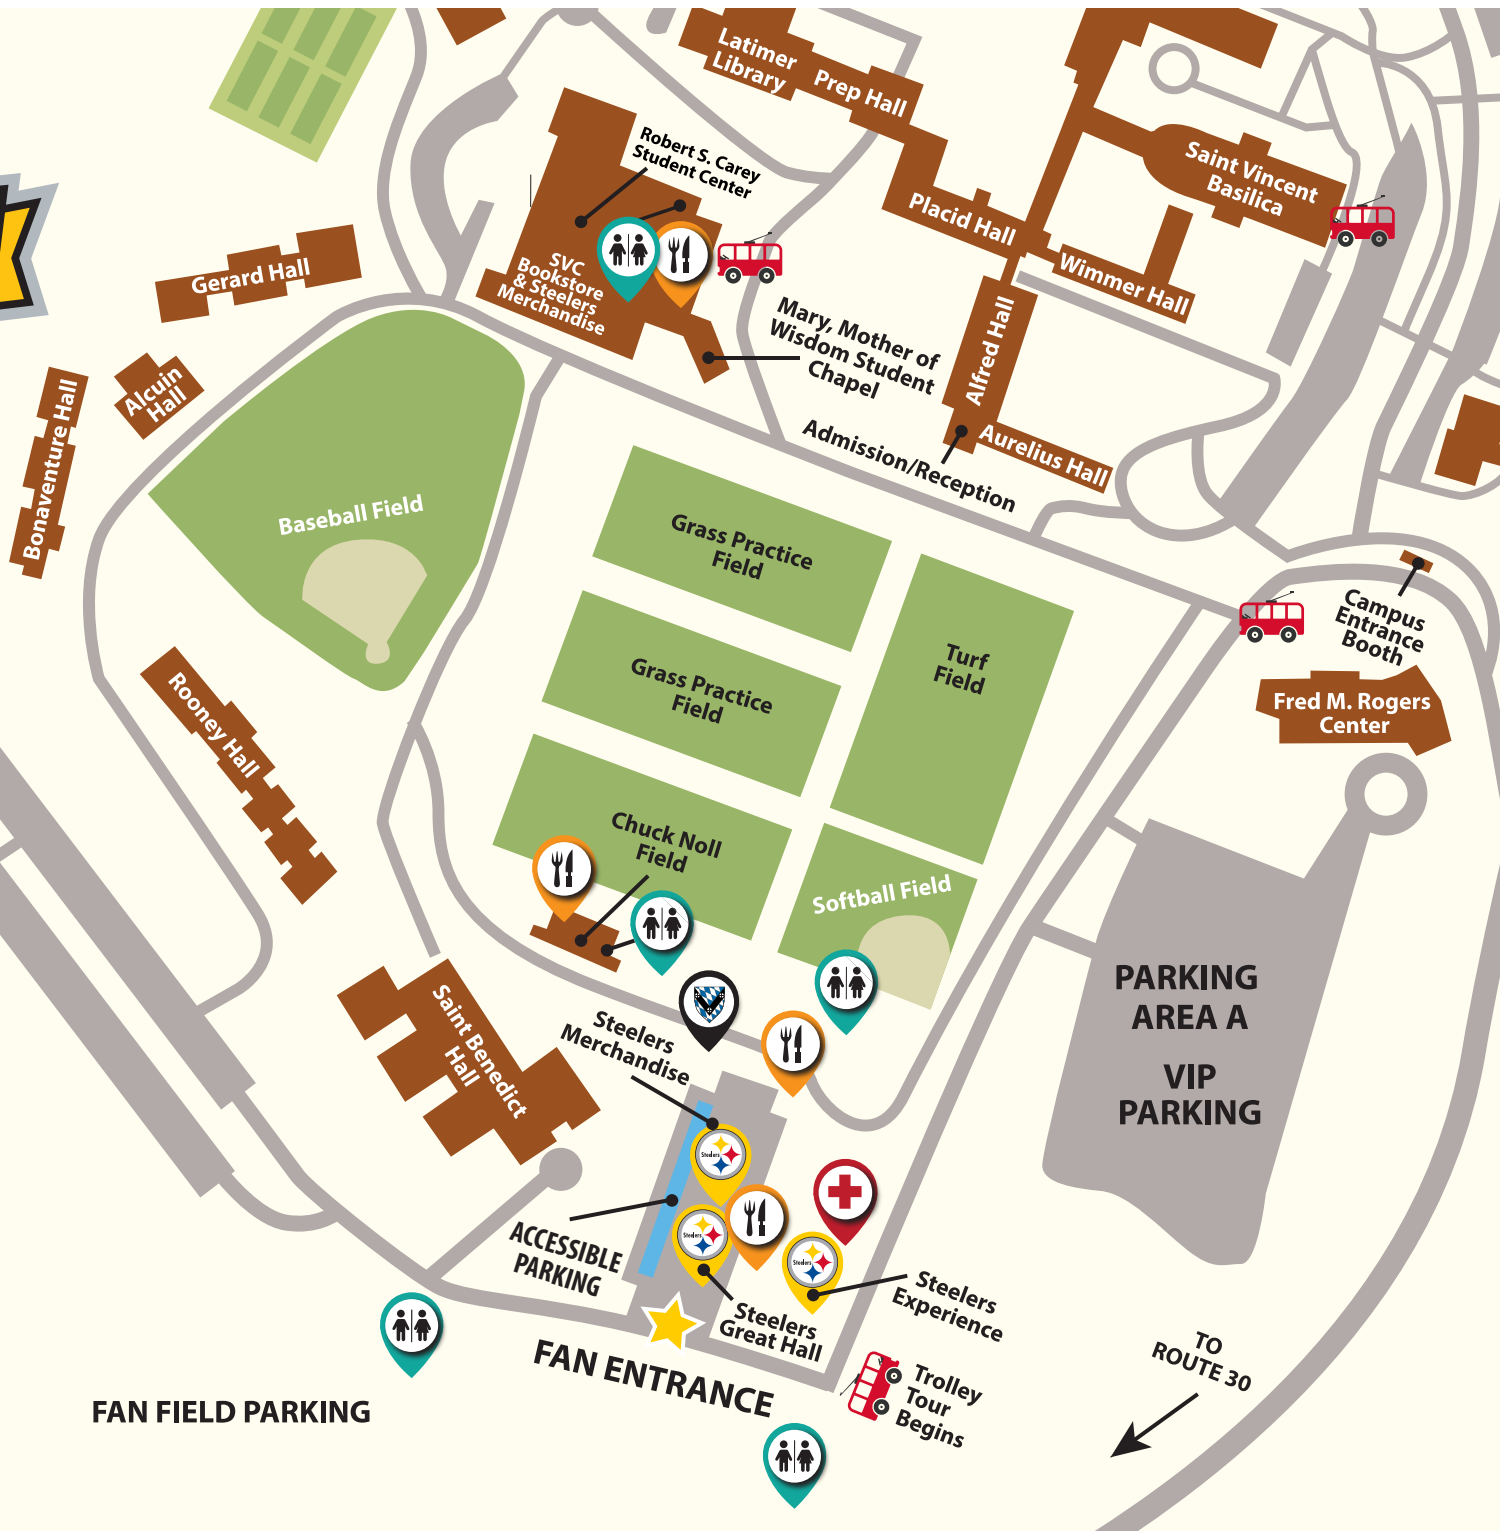 Latimer
Library
Prep Hall
Robert S. Carey
Student Center
Saint Vincent
Basilica
Placid Hall
Wimmer Hall
Gerard Hall
SVC
Bookstore
& Steelers
Merchandise
Mary, Mother of
Wisdom Student
Chapel
Alfred Hall
Alcuin
Hall
Bonaventure Hall
Admission/Reception
Aurelius Hall
Baseball Field
Grass Practice
Field
Campus
Entrance
Booth
Turf
Field
Grass Practice
Field
Rooney Hall
Fred M. Rogers
Center
Chuck Noll
Field
Softball Field
PARKING
AREA A
VIP
PARKING
Saint Benedict
Hall
Steelers
Merchandise
Steelers
Steelers
Steelers
ACCESSIBLE
PARKING
Steelers
Experience
Steelers
Great Hall
FAN ENTRANCE
TO
ROUTE 30
Trolley
Tour
Begins
FAN FIELD PARKING